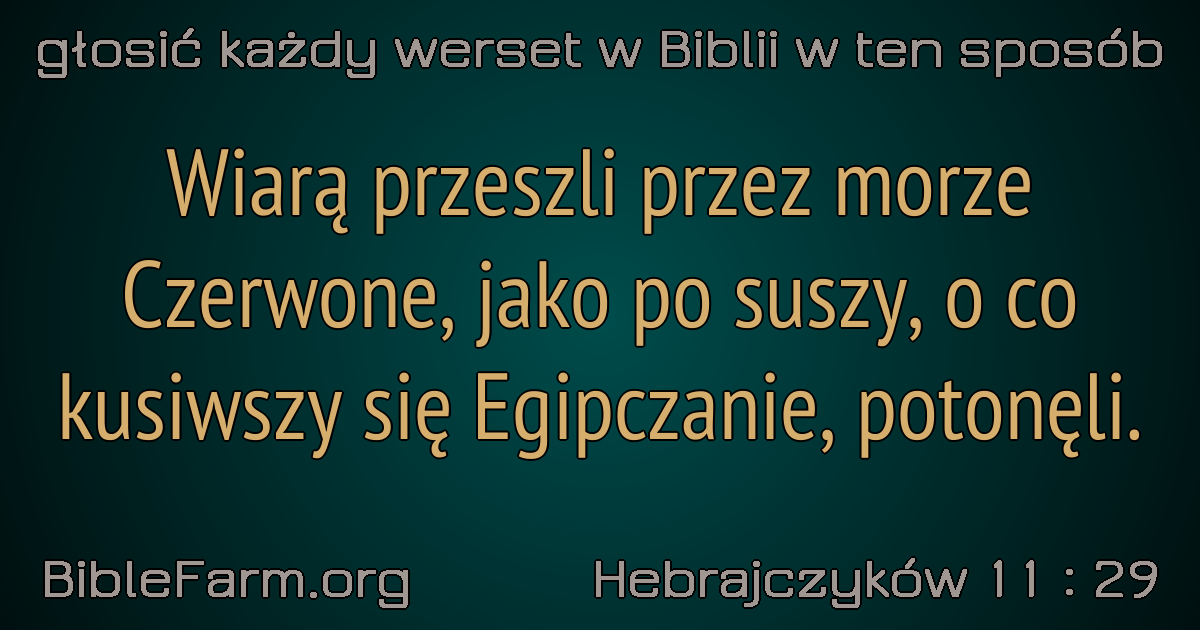 głosić każdy werset w Biblii w ten sposób
Wiarą przeszli przez morze
Czerwone, jako po suszy, o co
kusiwszy się Egipczanie, potonęli.
BibleFarm.org
Hebrajczyków 11 : 29